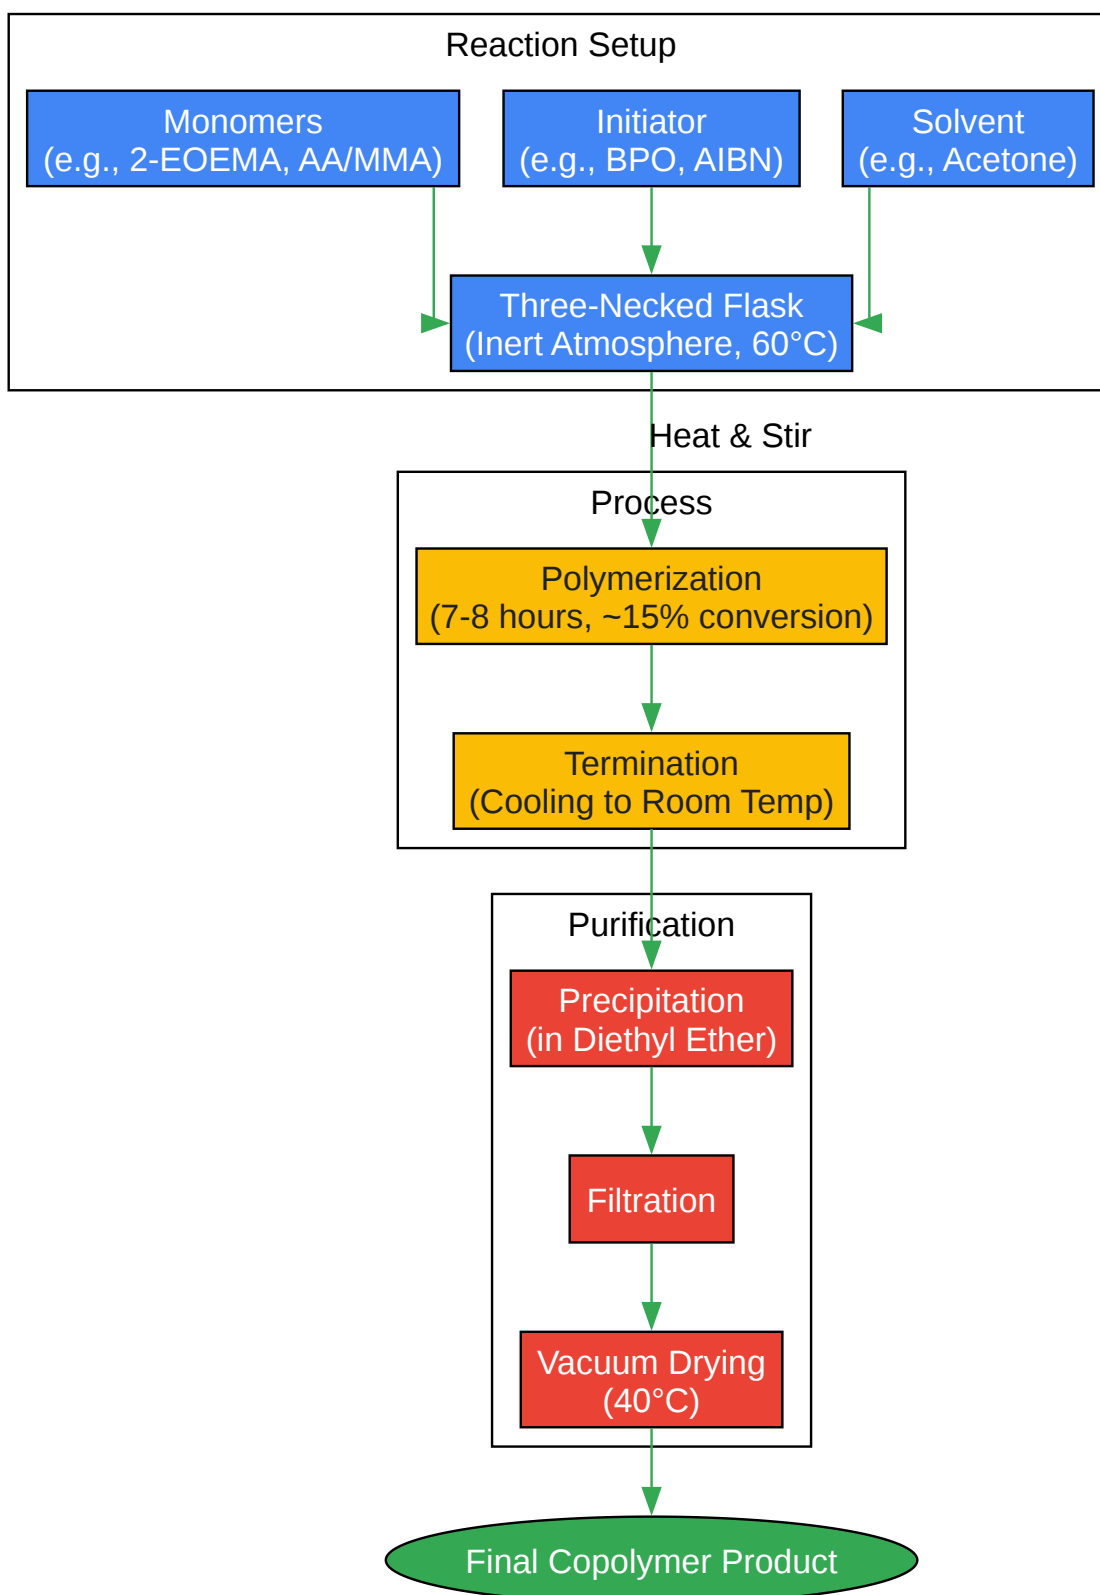 Reaction Setup
Monomers
(e.g., 2-EOEMA, AA/MMA)
Initiator
(e.g., BPO, AIBN)
Solvent
(e.g., Acetone)
Three-Necked Flask
(Inert Atmosphere, 60°C)
Heat & Stir
Process
Polymerization
(7-8 hours, ~15% conversion)
Termination
(Cooling to Room Temp)
Purification
Precipitation
(in Diethyl Ether)
Filtration
Vacuum Drying
(40°C)
Final Copolymer Product